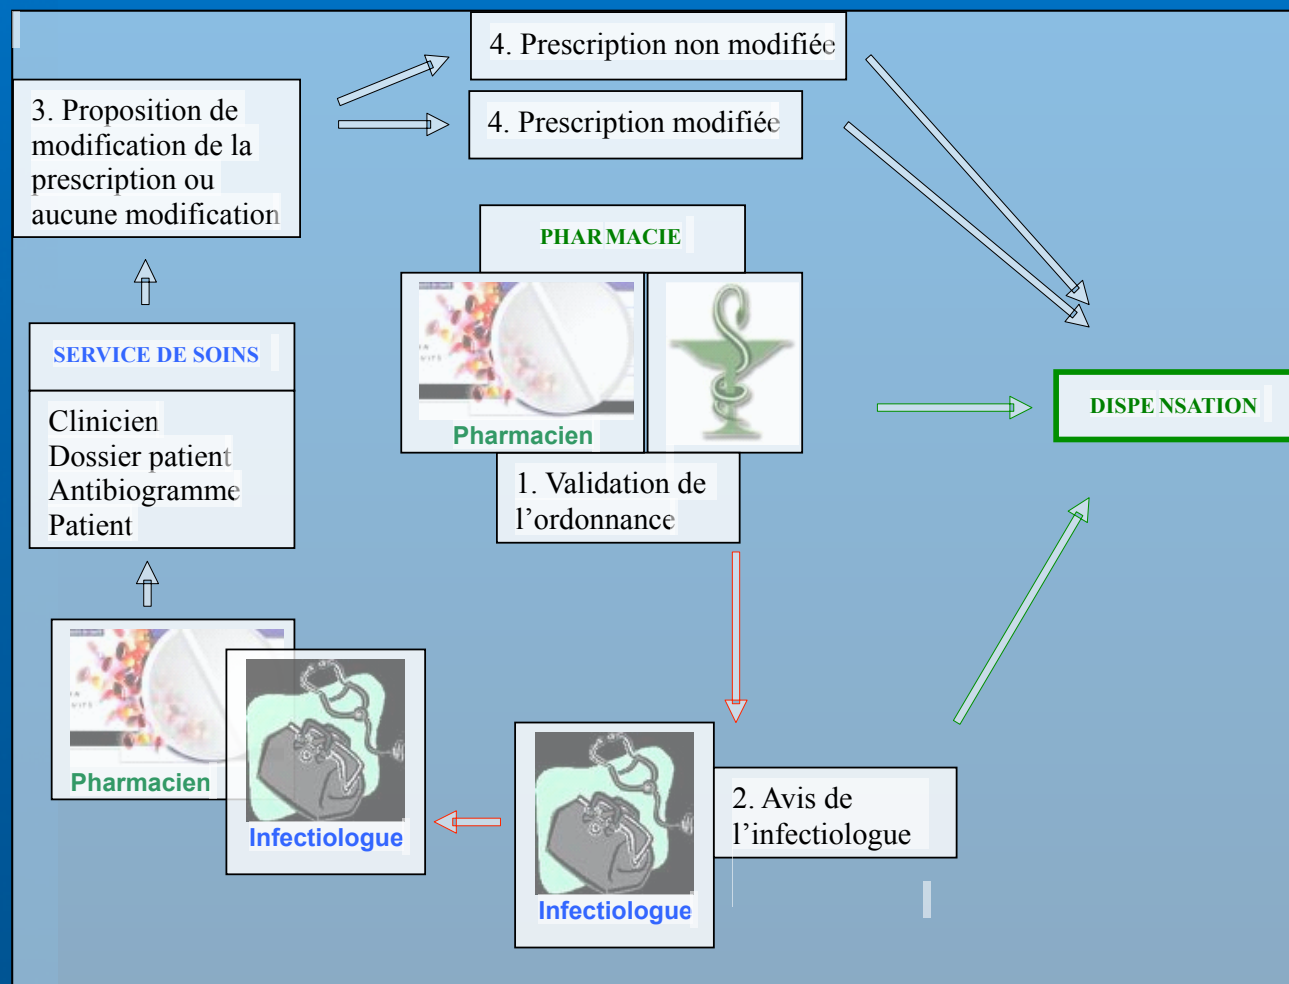 4. Prescription non modifiée
3. Proposition de
modification de la
prescription ou
aucune modification
4. Prescription modifiée
PHARMACIE
Pharmacien
1. Validation de
l’ordonnance
SERVICE DE SOINS
Clinicien
Dossier patient
Antibiogramme
Patient
DISPENSATION
Pharmacien
Infectiologue
Infectiologue
2. Avis de
l’infectiologue